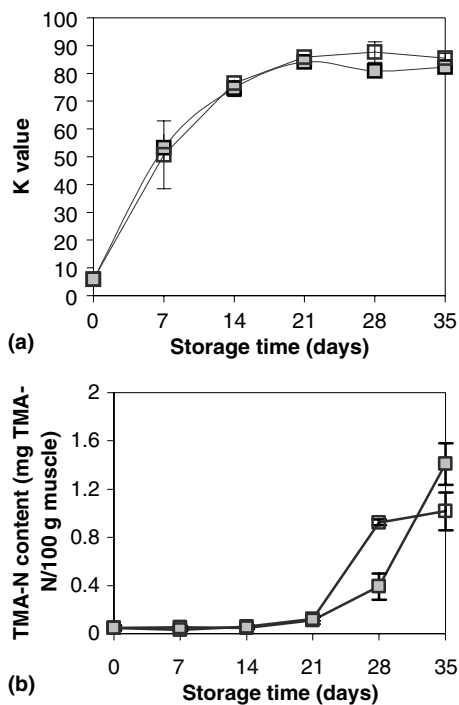 100
90
80
70
60
50
40
30
20
10
0
K value
0 7 14 21 28 35
(a)
Storage time (days)
2
1.6
1.2
0.8
0.4
0
TMA-N content (mg TMA-
N/100 g muscle)
0 7 14 21 28 35
(b)
Storage time (days)